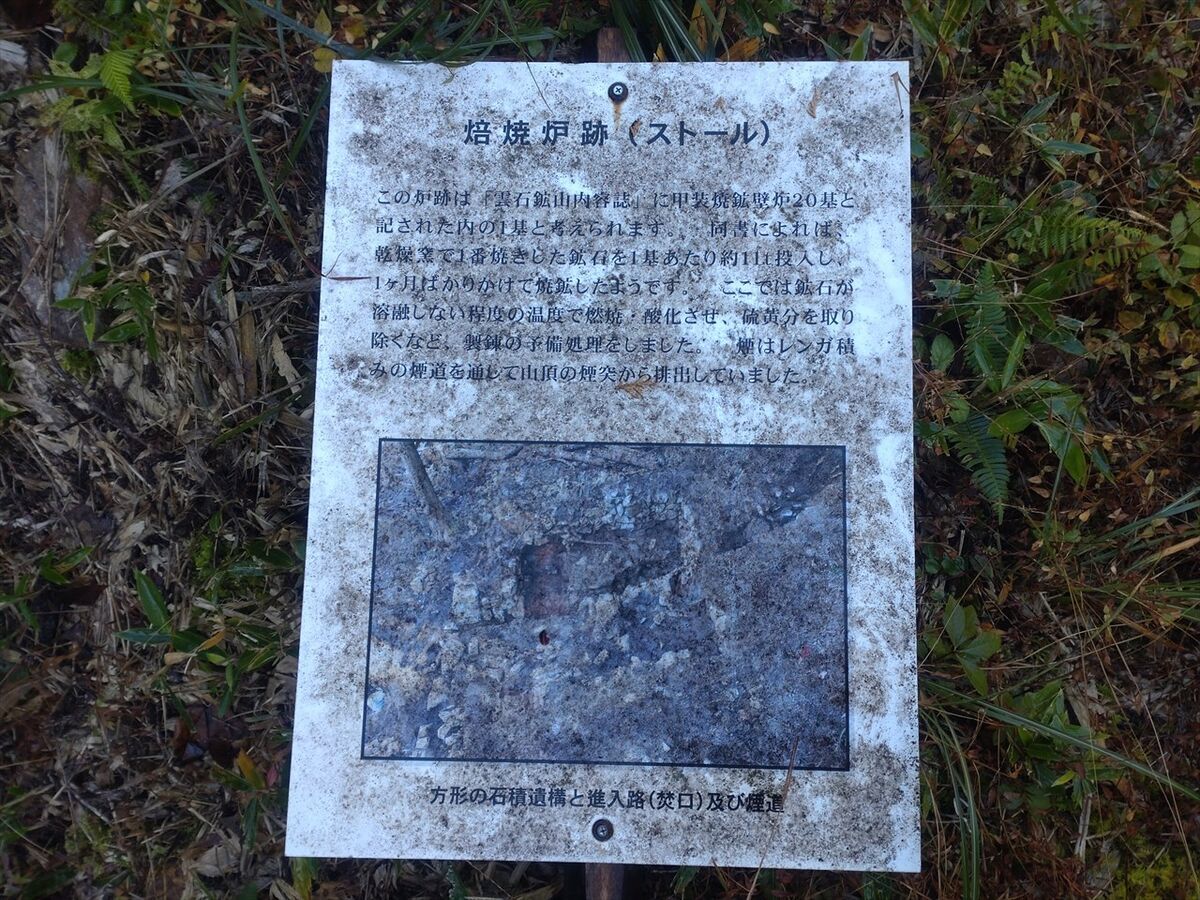 焙焼炉跡（ストール）
この炉跡は「雲石鉱山内容誌」に甲装焼鉱壁炉20基と
記された内の1基と考えられます。　同書によれば、
乾燥窯で1番焼きした鉱石を1基あたり約11t投入し、
1ヶ月ばかりかけて焼鉱したようです。　ここでは鉱石が
溶融しない程度の温度で燃焼・酸化させ、硫黄分を取り
除くなど、製錬の予備処理をしました。　煙はレンガ積
みの煙道を通じて山頂の煙突から排出していました。
方形の石積遺構と進入路（焚口）及び煙道